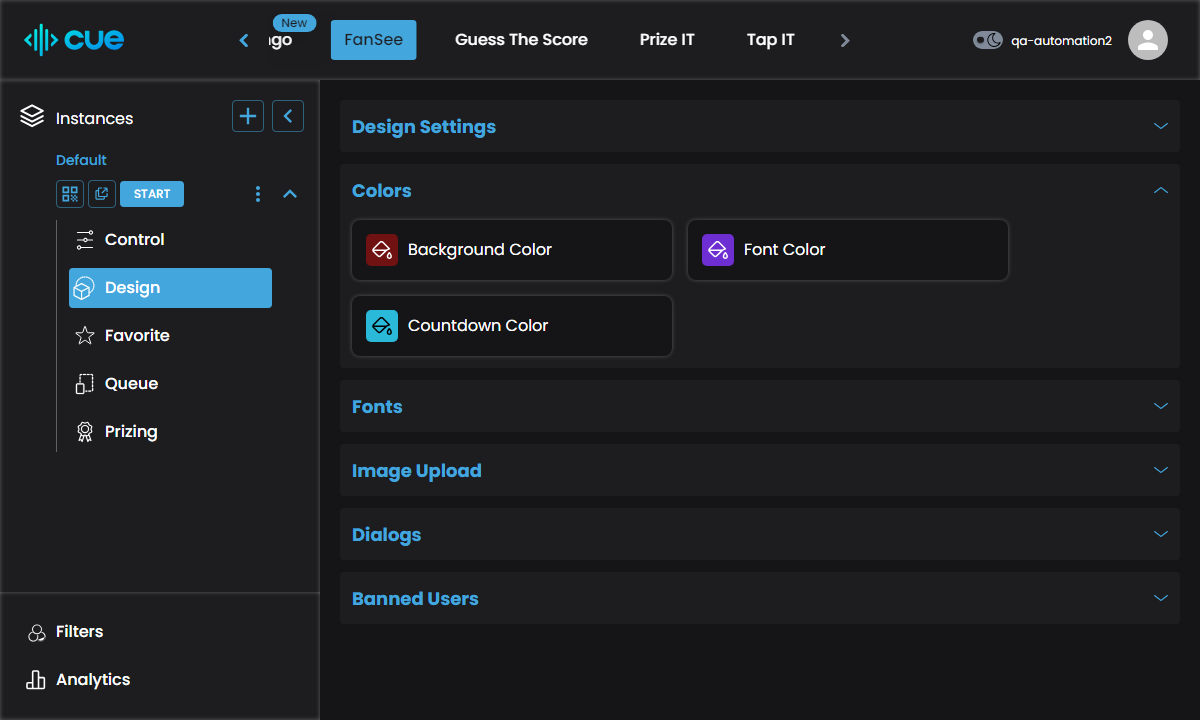 cue
New
FanSee
Guess The Score
Prize IT
Tap IT
qa-automation2
Instances
Default
START
Control
Design
Favorite
Queue
Prizing
Filters
Analytics
Design Settings
Colors
Background Color
Font Color
Countdown Color
Fonts
Image Upload
Dialogs
Banned Users